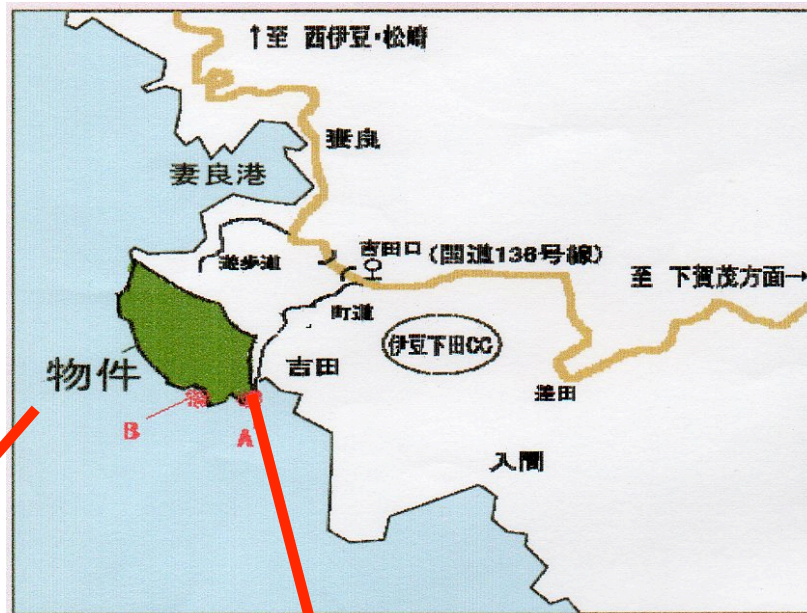 ↑至 西伊豆・松崎
妻良
妻良港
吉田口 (国道136号線)
遊歩道
至 下賀茂方面→
町道
伊豆下田CC
吉田
物件
差田
B
A
入間